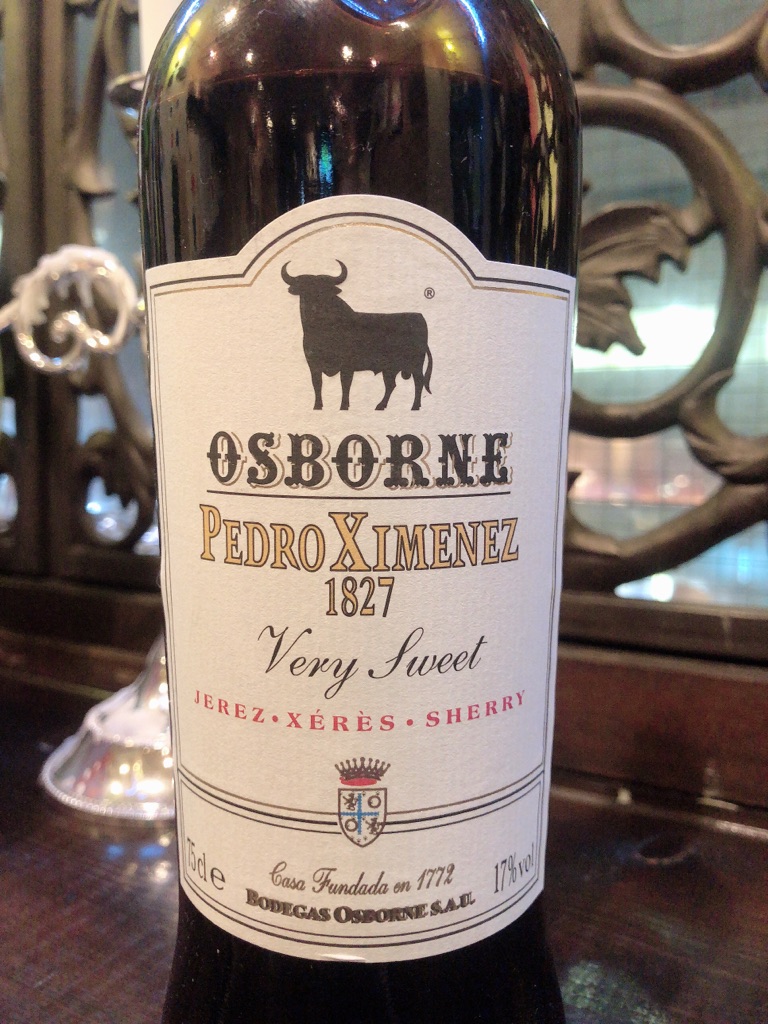 ®
OSBORNE
PEDRO XIMENEZ
1827
Very Sweet
JEREZ • XÉRÈS • SHERRY
75cl e
Casa Fundada en 1772
17% vol
BODEGAS OSBORNE S.A.U.